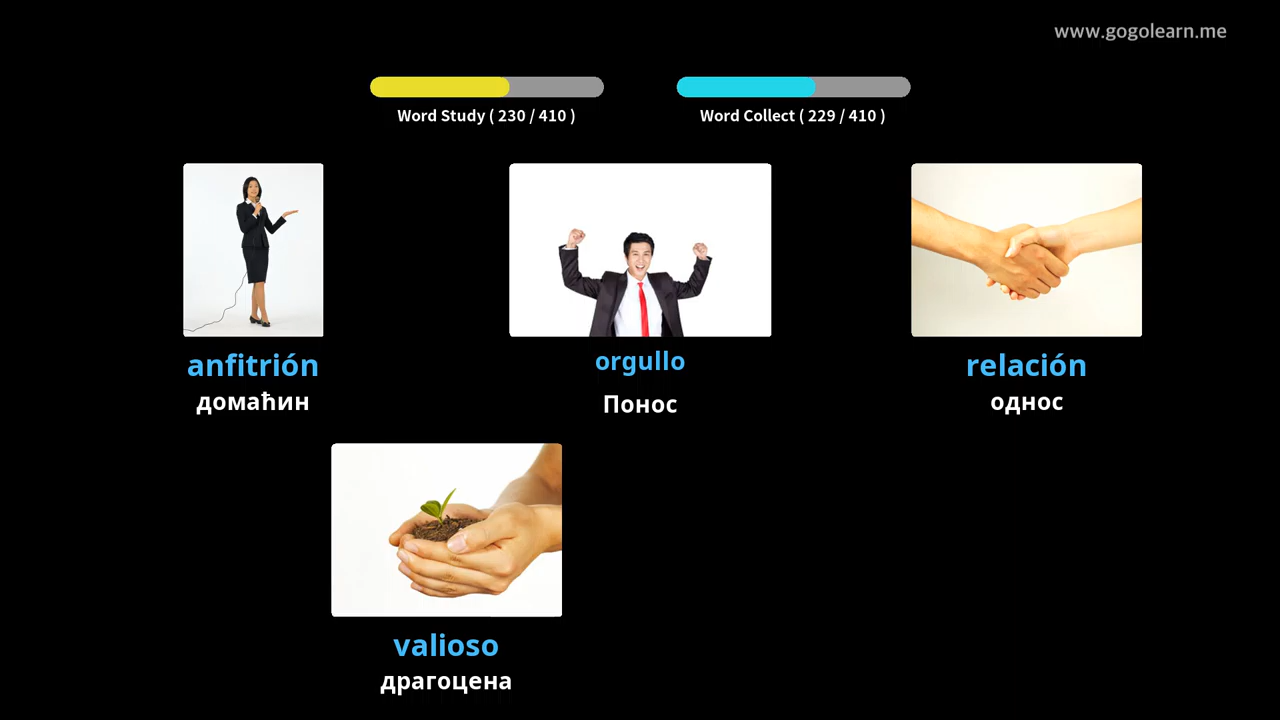 www.gogolearn.me
Word Study ( 230 / 410 )
Word Collect ( 229 / 410 )
anfitrión
домаћин
orgullo
Понос
relación
однос
valioso
драгоцена